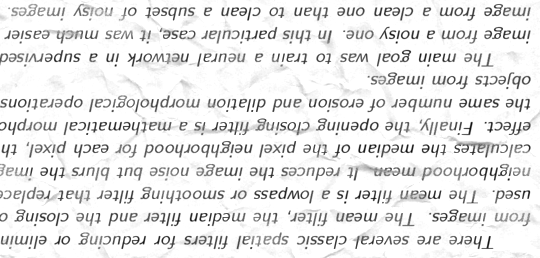 There are several classic spatial filters for reducing or elimin
from images. The mean filter, the median filter and the closing o
used. The mean filter is a lowpass or smoothing filter that replace
neighborhood mean. It reduces the image noise but blurs the imag
calculates the median of the pixel neighborhood for each pixel, th
effect. Finally, the opening closing filter is a mathematical morpho
the same number of erosion and dilation morphological operations
objects from images.
The main goal was to train a neural network in a supervised
image from a noisy one. In this particular case, it was much easier
image from a clean one than to clean a subset of noisy images.